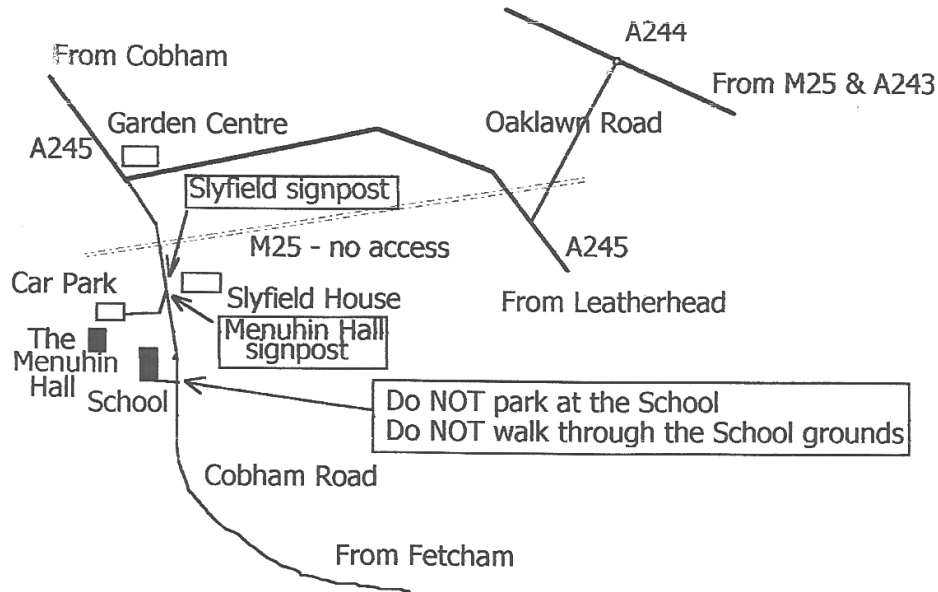 A244
From Cobham
From M25 & A243
Garden Centre
Oaklawn Road
A245
Slyfield signpost
M25 - no access
A245
Car Park
Slyfield House
From Leatherhead
Menuhin Hall
signpost
The
Menuhin
Hall
School
Do NOT park at the School
Do NOT walk through the School grounds
Cobham Road
From Fetcham